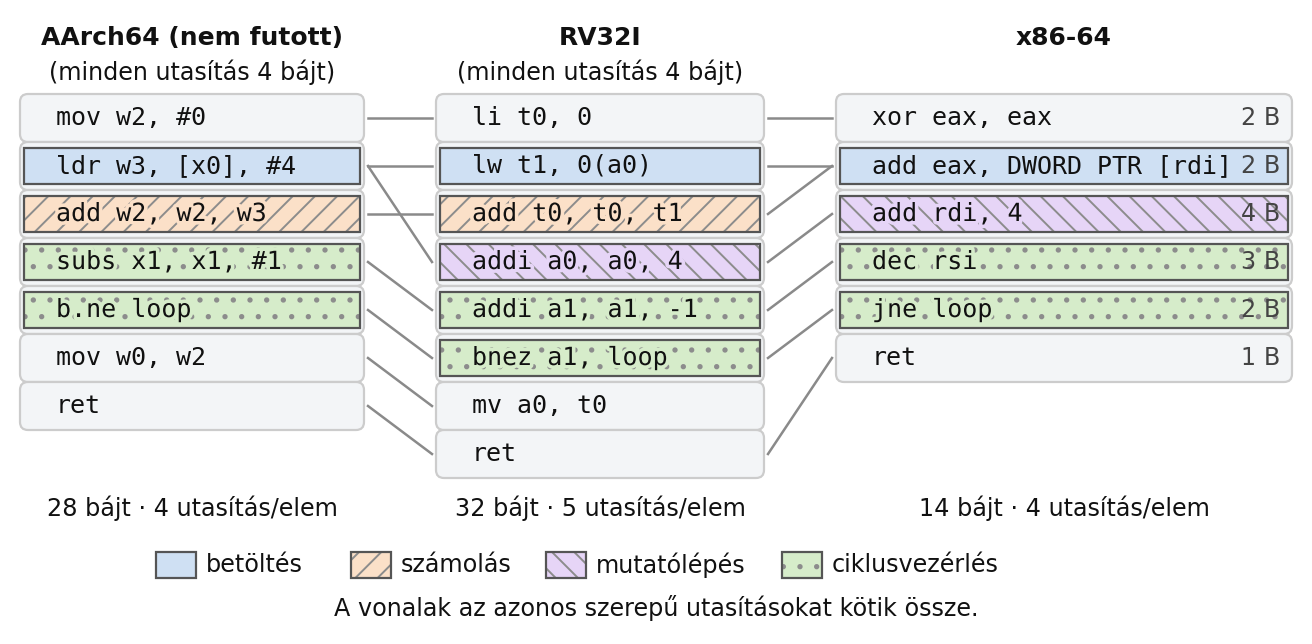 AArch64 (nem futott)
(minden utasítás 4 bájt)
mov w2, #0
ldr w3, [x0], #4
add w2, w2, w3
subs x1, x1, #1
b.ne loop
mov w0, w2
ret
28 bájt · 4 utasítás/elem
RV32I
(minden utasítás 4 bájt)
li t0, 0
lw t1, 0(a0)
add t0, t0, t1
addi a0, a0, 4
addi a1, a1, -1
bnez a1, loop
mv a0, t0
ret
32 bájt · 5 utasítás/elem
x86-64
xor eax, eax 2 B
add eax, DWORD PTR [rdi] 2 B
add rdi, 4 4 B
dec rsi 3 B
jne loop 2 B
ret 1 B
14 bájt · 4 utasítás/elem
betöltés számolás mutatólépés ciklusvezérlés
A vonalak az azonos szerepű utasításokat kötik össze.